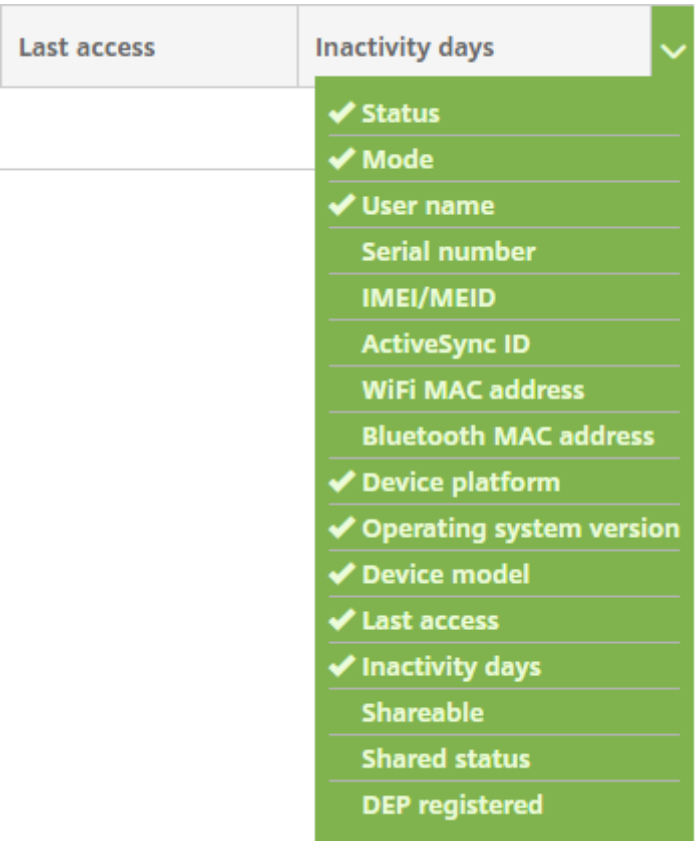 Last access
Inactivity days
Status
Mode
User name
Serial number
IMEI/MEID
ActiveSync ID
WiFi MAC address
Bluetooth MAC address
Device platform
Operating system version
Device model
Last access
Inactivity days
Shareable
Shared status
DEP registered